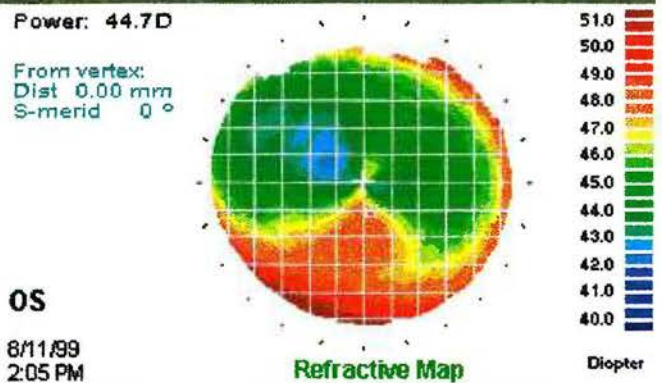 Power: 44.7D
From vertex:
Dist 0.00 mm
S-merid 0 °
OS
8/11/99
2:05 PM
Refractive Map
51.0
50.0
49.0
48.0
47.0
46.0
45.0
44.0
43.0
42.0
41.0
40.0
Diopter